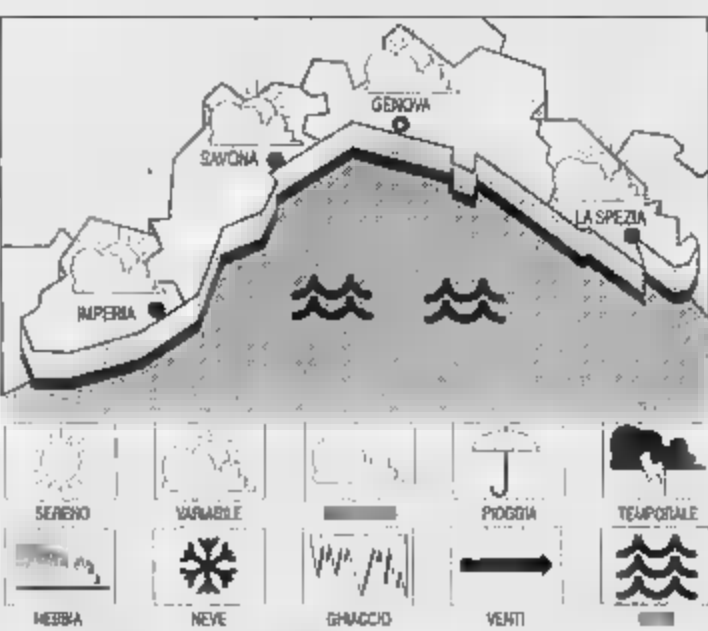 GENOVA
SAVONA
LA SPEZIA
IMPERIA
SERENO
VARIABILE
PIOGGIA
TEMPORALE
NEBBIA
NEVE
GHIACCIO
VENTI